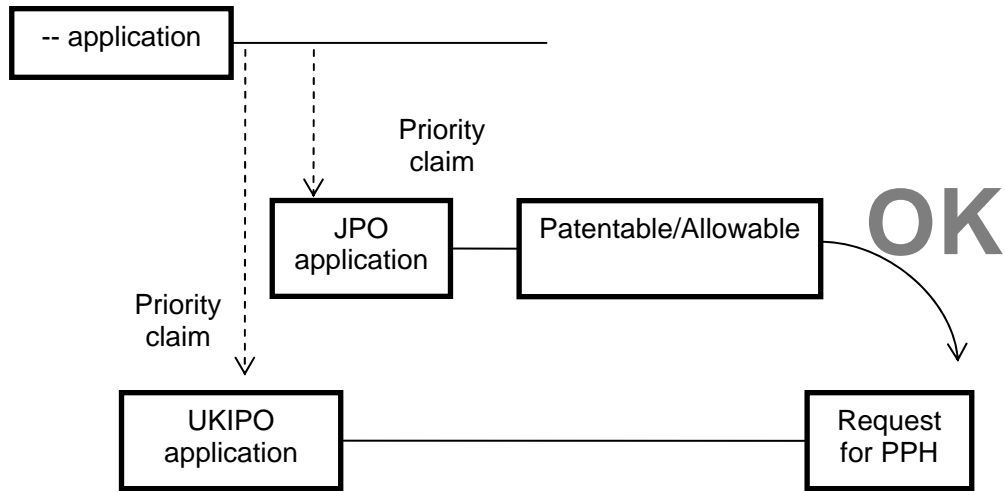 -- application
Priority
claim
JPO
application
Patentable/Allowable
OK
Priority
claim
UKIPO
application
Request
for PPH